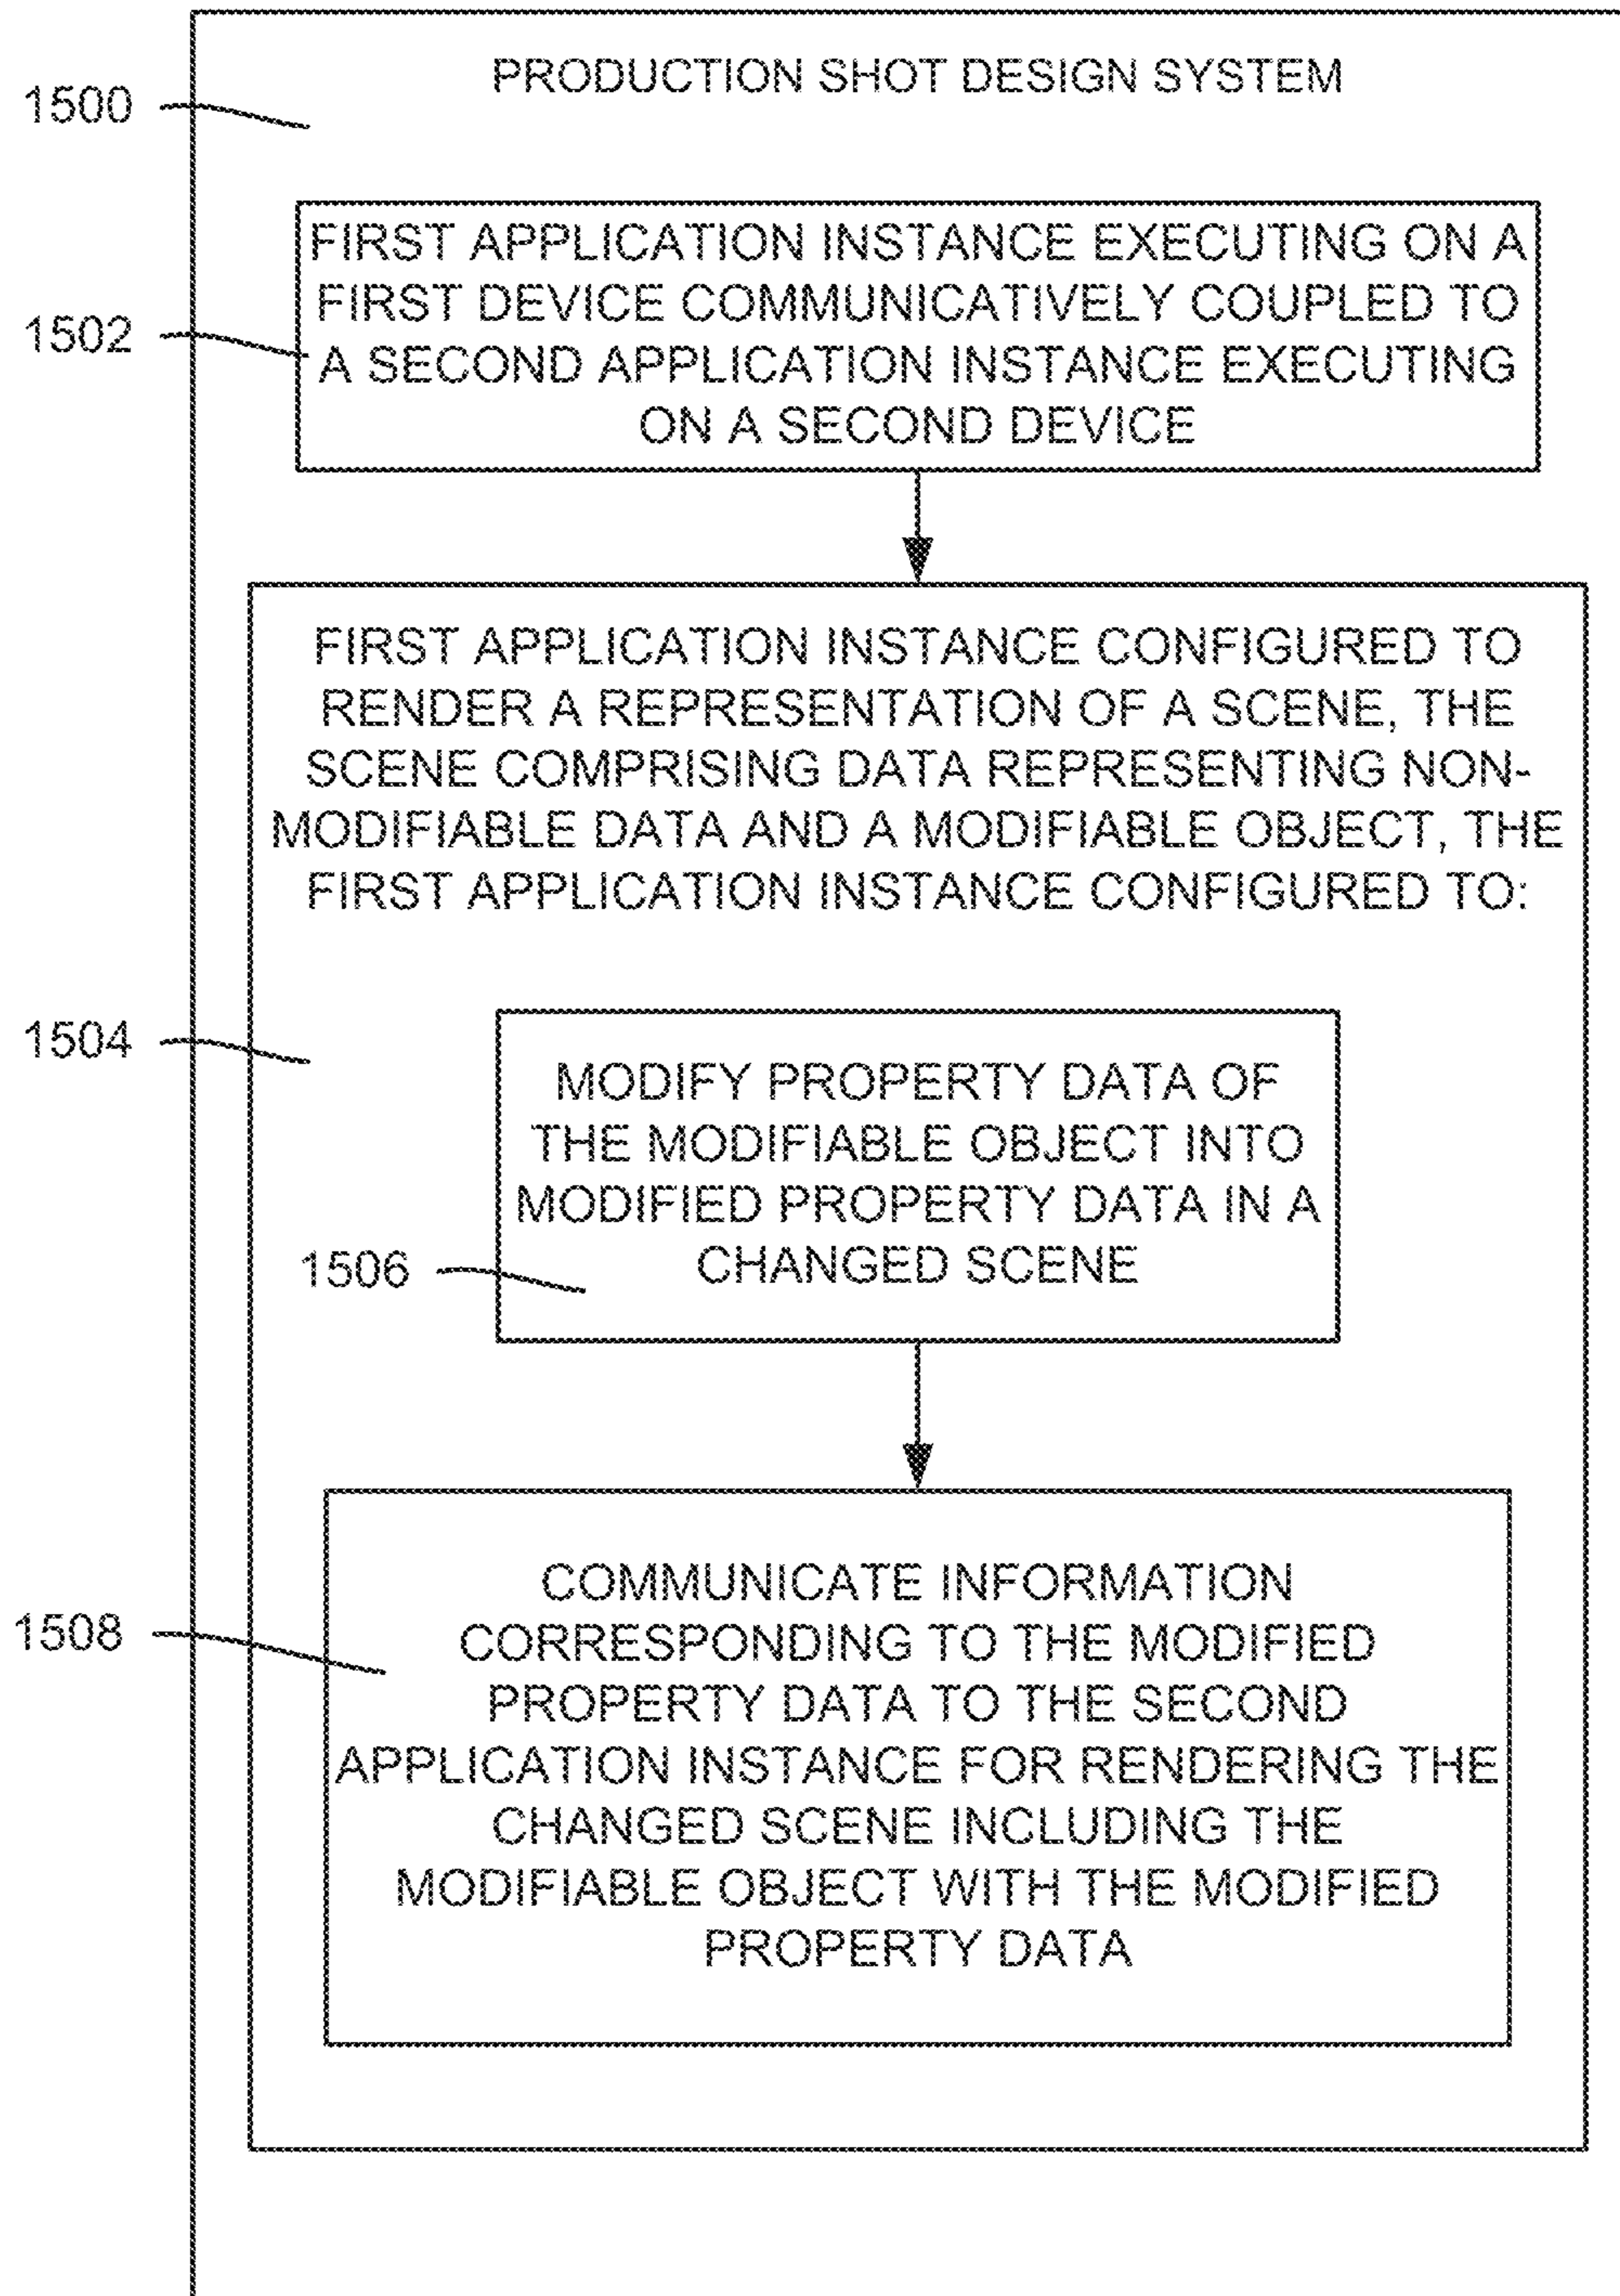 PRODUCTION SHOT DESIGN SYSTEM
1500
FIRST APPLICATION INSTANCE EXECUTING ON A
FIRST DEVICE COMMUNICATIVELY COUPLED TO
A SECOND APPLICATION INSTANCE EXECUTING
ON A SECOND DEVICE
1502
FIRST APPLICATION INSTANCE CONFIGURED TO
RENDER A REPRESENTATION OF A SCENE, THE
SCENE COMPRISING DATA REPRESENTING NON-
MODIFIABLE DATA AND A MODIFIABLE OBJECT, THE
FIRST APPLICATION INSTANCE CONFIGURED TO:
1504
MODIFY PROPERTY DATA OF
THE MODIFIABLE OBJECT INTO
MODIFIED PROPERTY DATA IN A
CHANGED SCENE
1506
COMMUNICATE INFORMATION
CORRESPONDING TO THE MODIFIED
PROPERTY DATA TO THE SECOND
APPLICATION INSTANCE FOR RENDERING THE
CHANGED SCENE INCLUDING THE
MODIFIABLE OBJECT WITH THE MODIFIED
PROPERTY DATA
1508